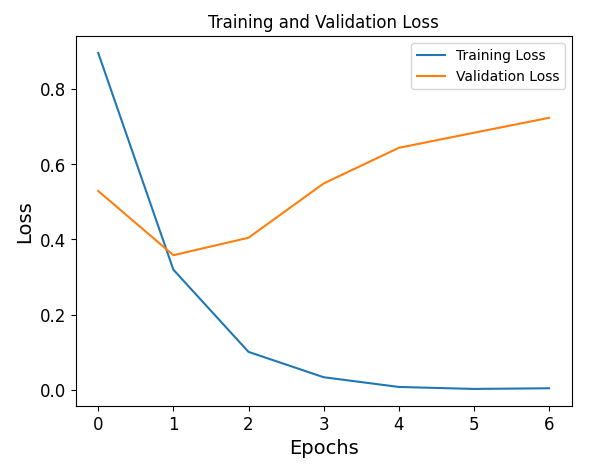 Training and Validation Loss
Training Loss
Validation Loss
0.8
0.6
0.4
0.2
0.0
Loss
0 1 2 3 4 5 6
Epochs